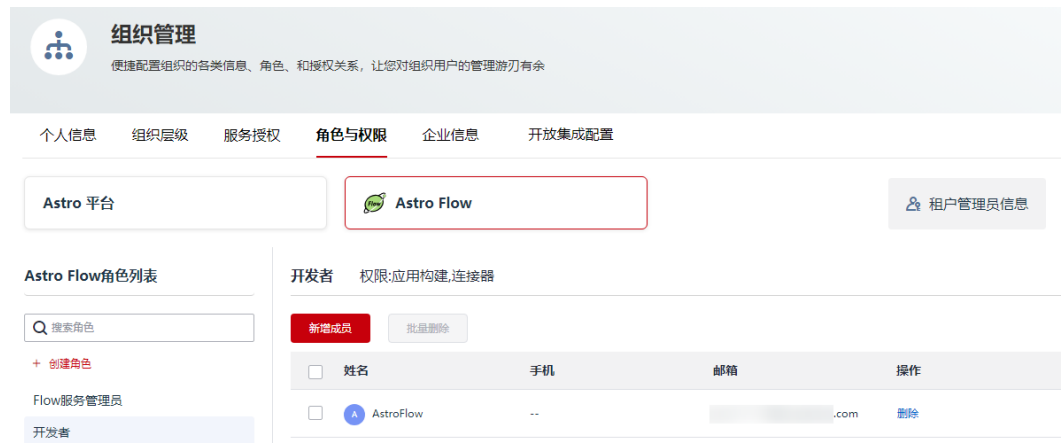 组织管理
便捷配置组织的各类信息、角色、和授权关系，让您对组织用户的管理游刃有余
个人信息 组织层级 服务授权 角色与权限 企业信息 开放集成配置
Astro 平台 Flow Astro Flow 租户管理员信息
Astro Flow角色列表
搜索角色
+ 创建角色
Flow服务管理员
开发者
开发者 权限:应用构建,连接器
新增成员 批量删除
姓名 手机 邮箱 操作
A AstroFlow -- .com 删除